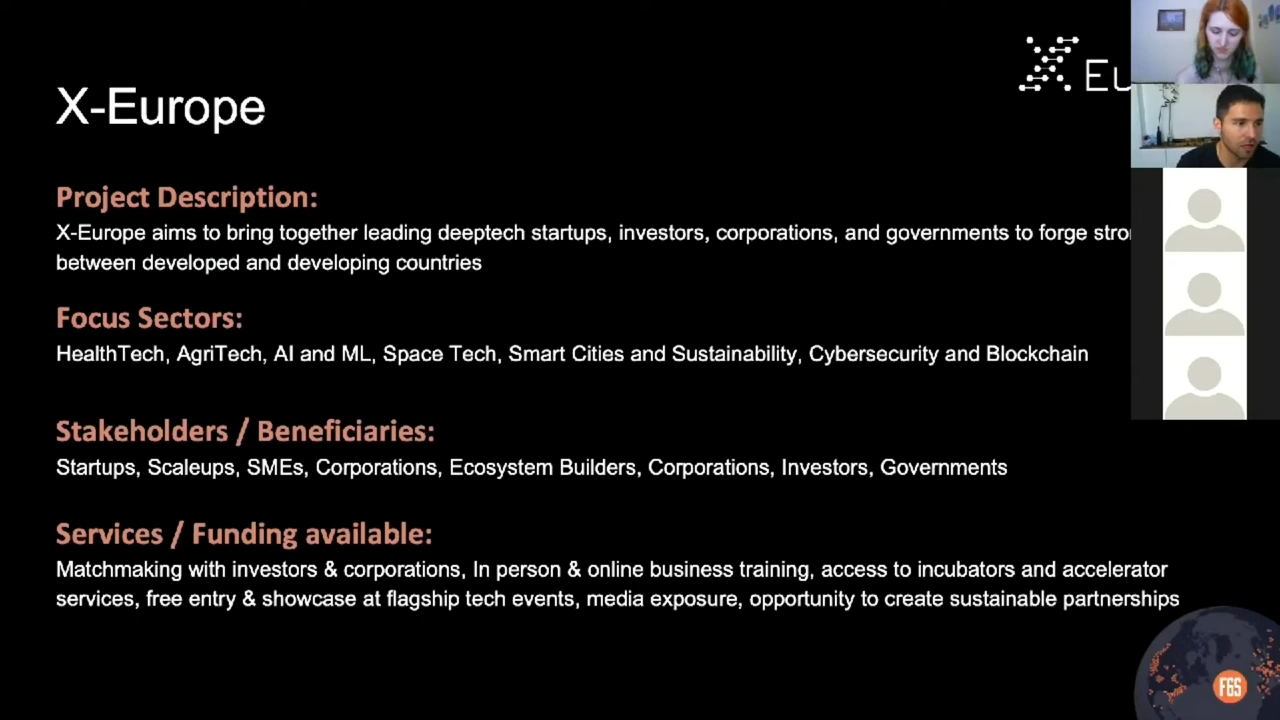 X-Europe
Project Description:
X-Europe aims to bring together leading deeptech startups, investors, corporations, and governments to forge
between developed and developing countries
Focus Sectors:
HealthTech, AgriTech, AI and ML, Space Tech, Smart Cities and Sustainability, Cybersecurity and Blockchain
Stakeholders / Beneficiaries:
Startups, Scaleups, SMEs, Corporations, Ecosystem Builders, Corporations, Investors, Governments
Services / Funding available:
Matchmaking with investors & corporations, In person & online business training, access to incubators and accelerator
services, free entry & showcase at flagship tech events, media exposure, opportunity to create sustainable partnerships
F6S